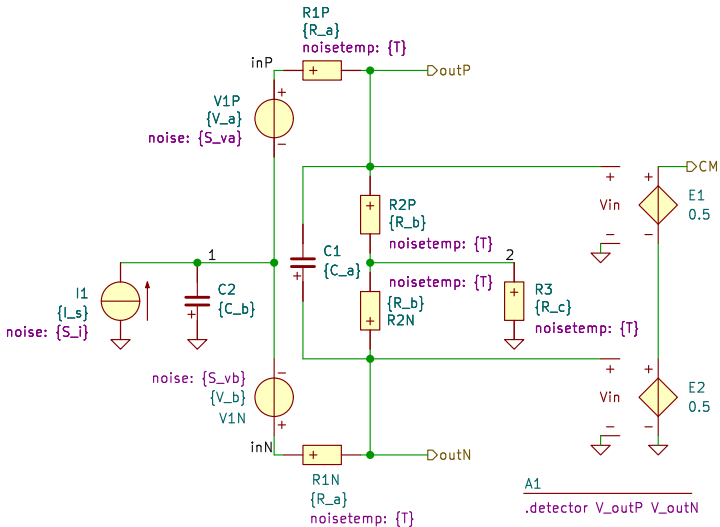 R1P
{R_a}
noisetemp: {T}
inP
outP
+
+
V1P
{V_a}
noise: {S_va}
−
CM
+
+
E1
0.5
Vin
−
−
+
R2P
{R_b}
noisetemp: {T}
1
C1
{C_a}
+
2
I1
{I_s}
noise: {S_i}
C2
{C_b}
+
noisetemp: {T}
{R_b}
R2N
+
R3
{R_c}
+
noisetemp: {T}
noise: {S_vb}
{V_b}
V1N
−
+
+
+
E2
0.5
Vin
−
−
inN
+
outN
R1N
{R_a}
noisetemp: {T}
A1
.detector V_outP V_outN